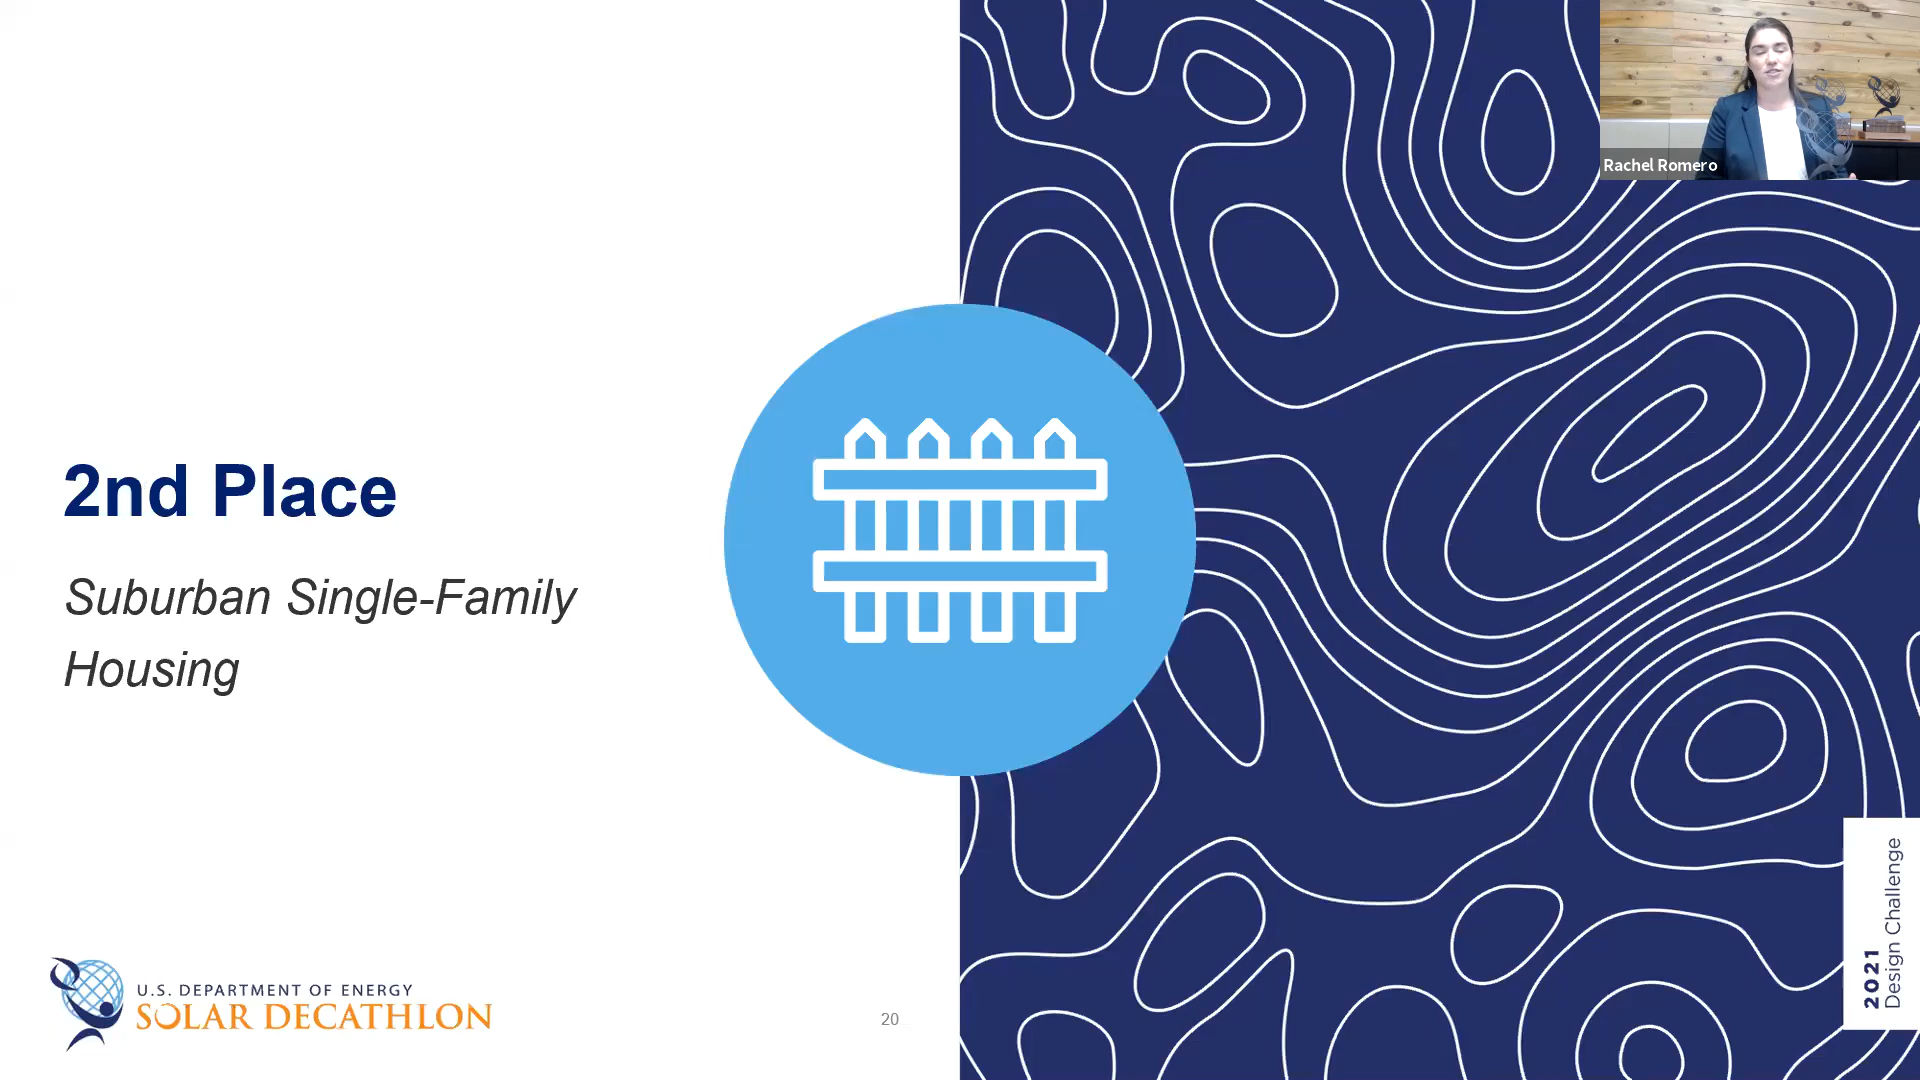 Rachel Romero
2nd Place
Suburban Single-Family
Housing
U.S. DEPARTMENT OF ENERGY
SOLAR DECATHLON
20
2021
Design Challenge